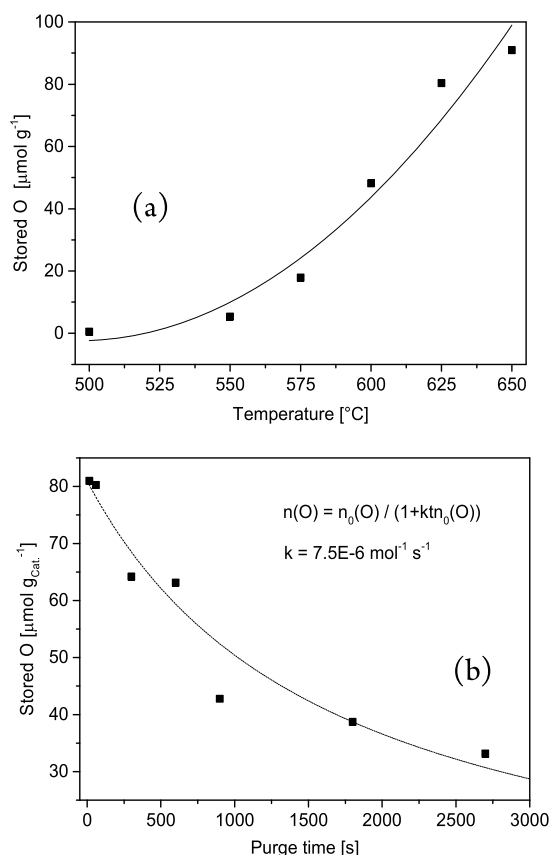 100
80
60
40
20
0
Stored O [µmol g⁻¹]
(a)
500 525 550 575 600 625 650
Temperature [°C]
80
70
60
50
40
30
Stored O [µmol g_Cat.⁻¹]
n(O) = n₀(O) / (1+ktn₀(O))
k = 7.5E-6 mol⁻¹ s⁻¹
(b)
0 500 1000 1500 2000 2500 3000
Purge time [s]